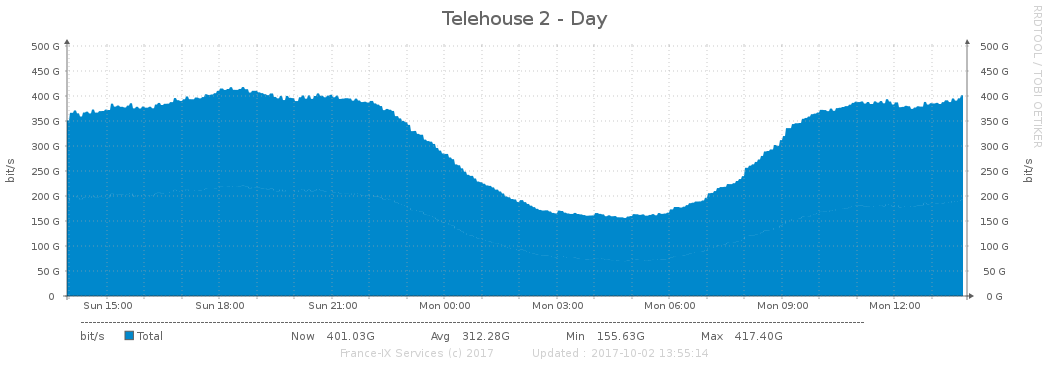 Telehouse 2 - Day
RRDTOOL / TOBI OETIKER
bit/s
500 G 500 G
450 G 450 G
400 G 400 G
350 G 350 G
300 G 300 G
250 G 250 G
200 G 200 G
150 G 150 G
100 G 100 G
50 G 50 G
0 0 G
bit/s
Sun 15:00 Sun 18:00 Sun 21:00 Mon 00:00 Mon 03:00 Mon 06:00 Mon 09:00 Mon 12:00
bit/s Total Now 401.03G Avg 312.28G Min 155.63G Max 417.40G
France-IX Services (c) 2017 Updated : 2017-10-02 13:55:14